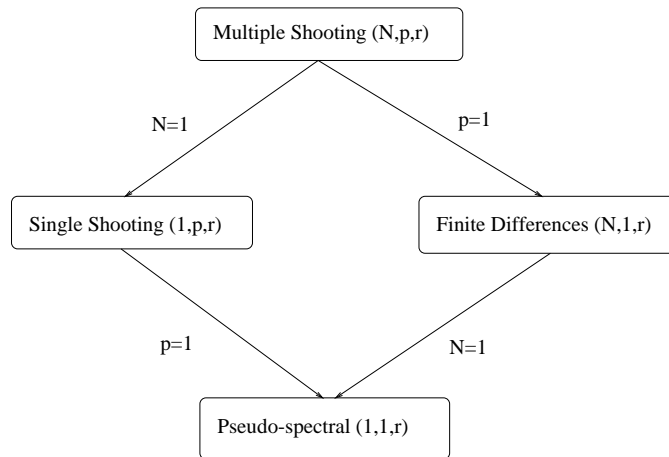 Multiple Shooting (N,p,r)
N=1
p=1
Single Shooting (1,p,r)
Finite Differences (N,1,r)
p=1
N=1
Pseudo-spectral (1,1,r)